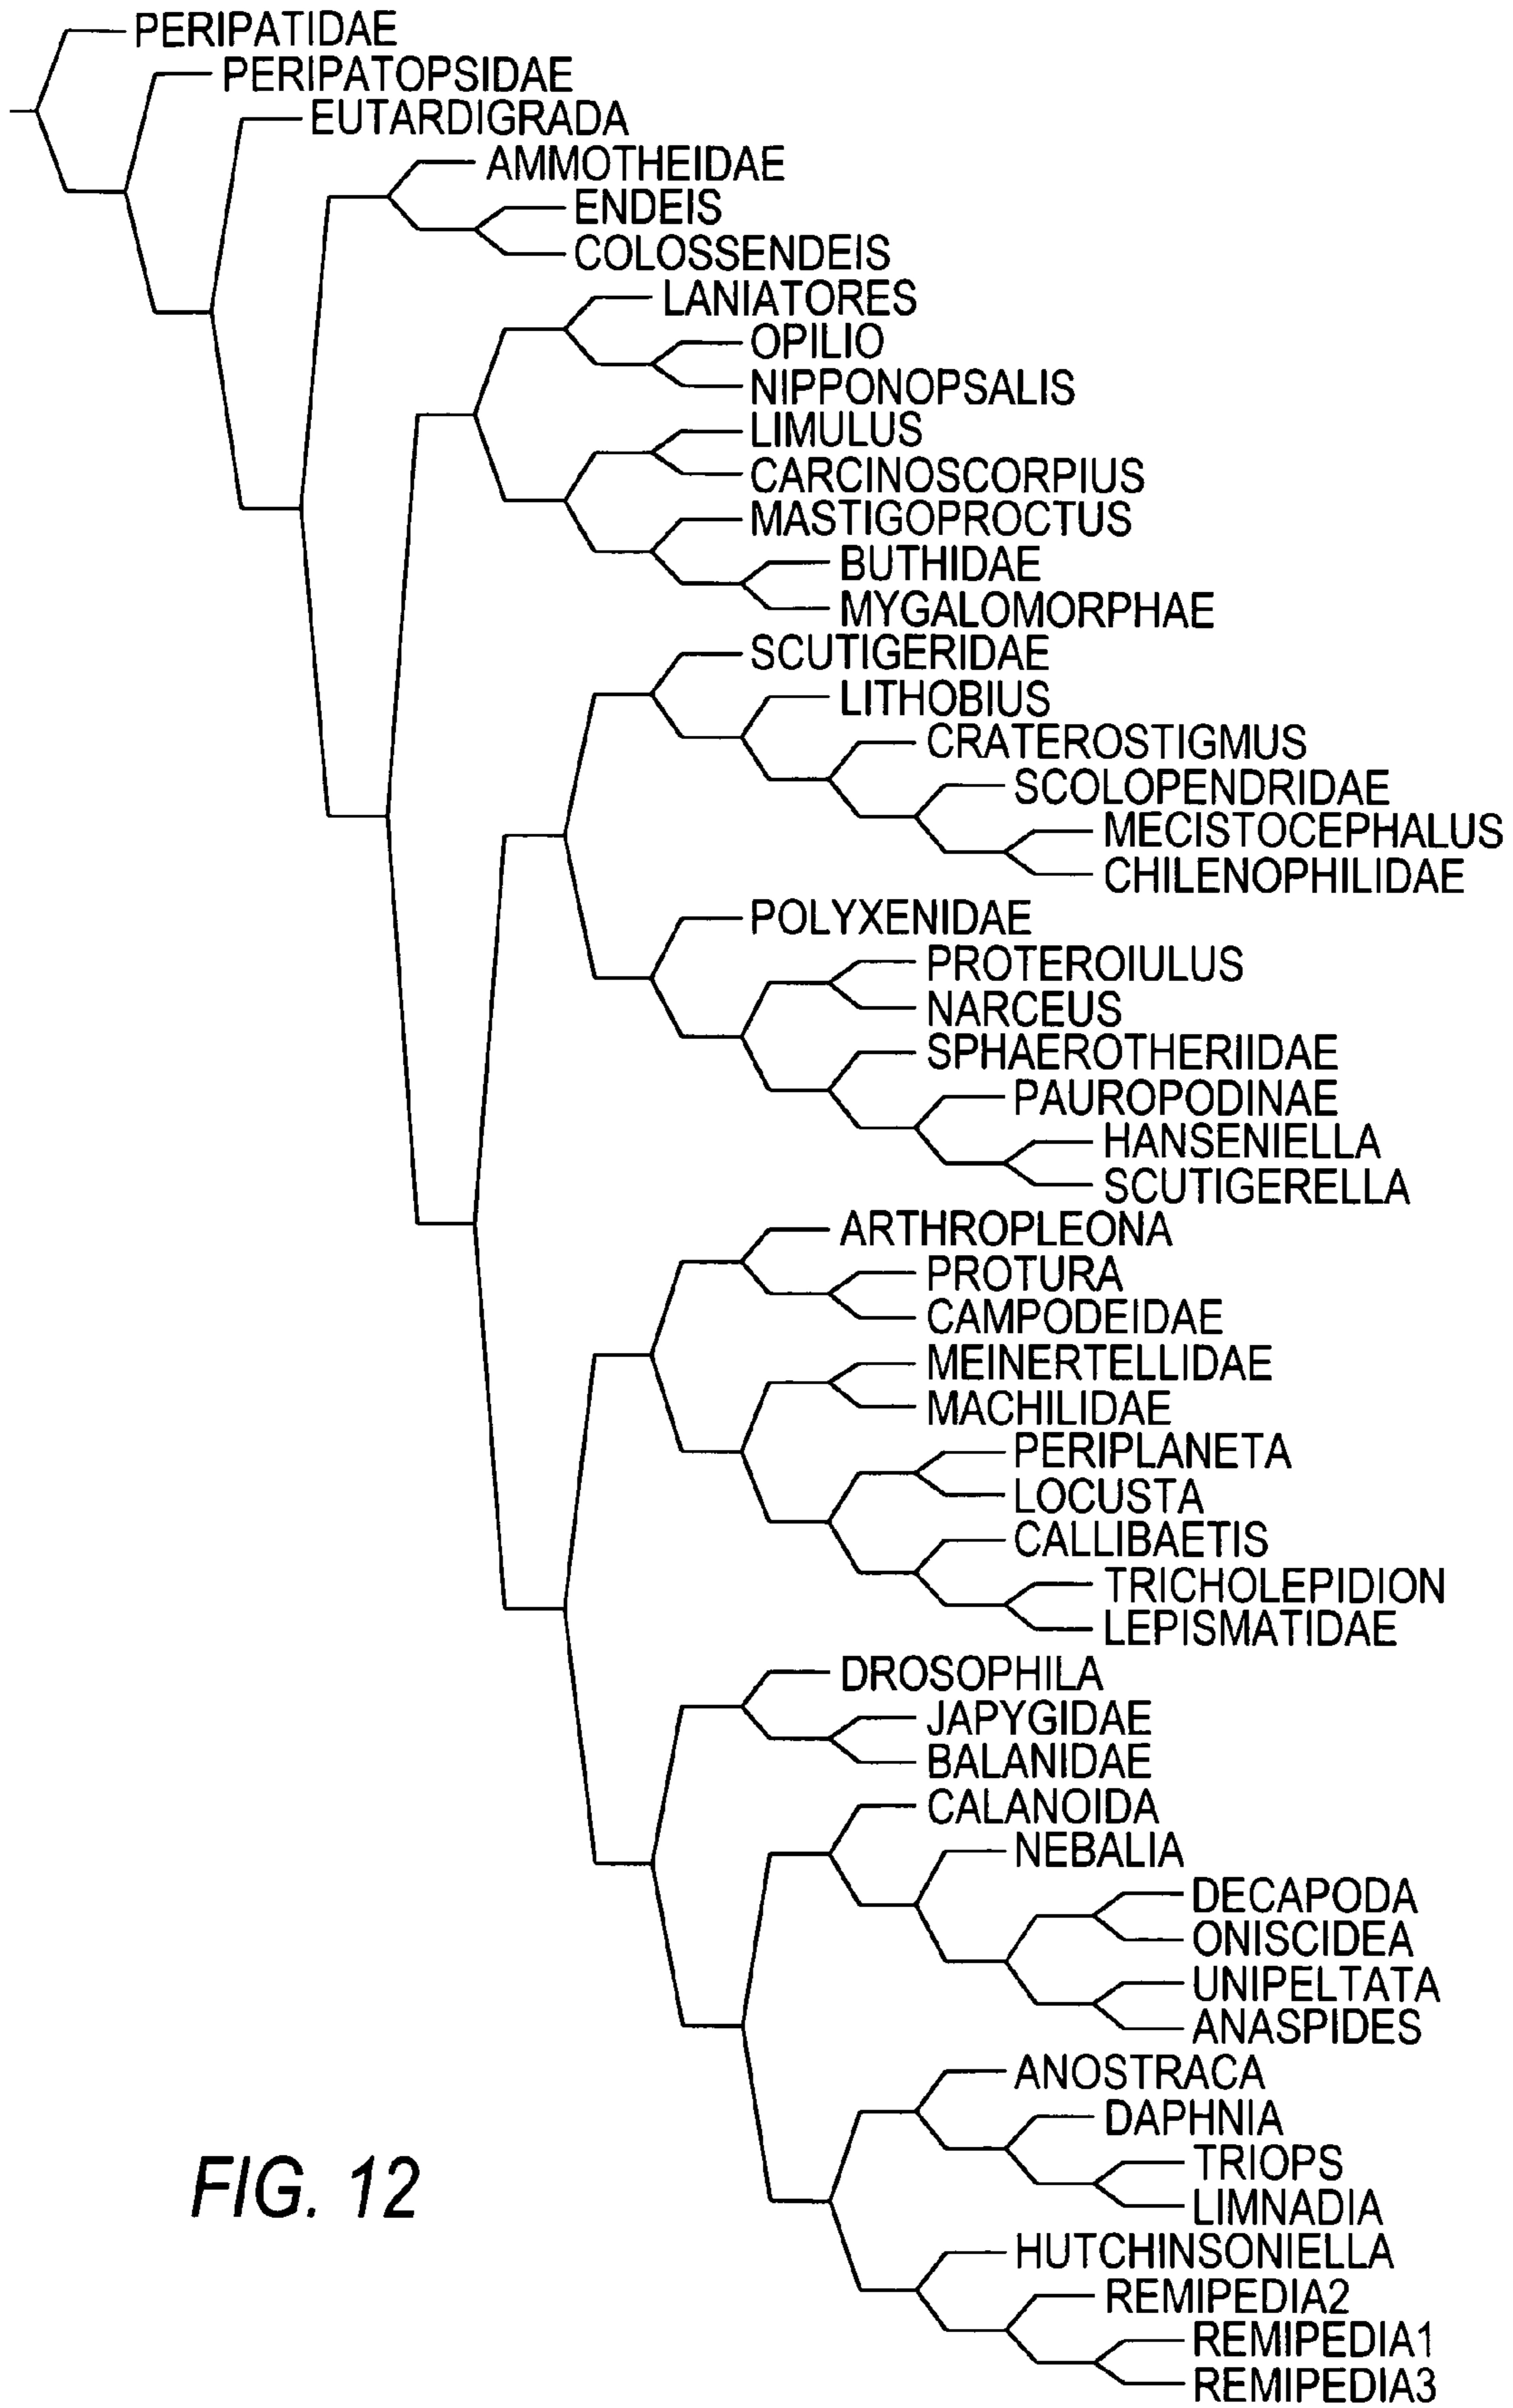 PERIPATIDAE
PERIPATOPSIDAE
EUTARDIGRADA
AMMOTHEIDAE
ENDEIS
COLOSSENDEIS
LANIATORES
OPILIO
NIPPONOPSALIS
LIMULUS
CARCINOSCORPIUS
MASTIGOPROCTUS
BUTHIDAE
MYGALOMORPHAE
SCUTIGERIDAE
LITHOBIUS
CRATEROSTIGMUS
SCOLOPENDRIDAE
MECISTOCEPHALUS
CHILENOPHILIDAE
POLYXENIDAE
PROTEROIULUS
NARCEUS
SPHAEROTHERIIDAE
PAUROPODINAE
HANSENIELLA
SCUTIGERELLA
ARTHROPLEONA
PROTURA
CAMPODEIDAE
MEINERTELLIDAE
MACHILIDAE
PERIPLANETA
LOCUSTA
CALLIBAETIS
TRICHOLEPIDION
LEPISMATIDAE
DROSOPHILA
JAPYGIDAE
BALANIDAE
CALANOIDA
NEBALIA
DECAPODA
ONISCIDEA
UNIPELTATA
ANASPIDES
ANOSTRACA
DAPHNIA
TRIOPS
LIMNADIA
HUTCHINSONIELLA
REMIPEDIA2
REMIPEDIA1
REMIPEDIA3
FIG. 12